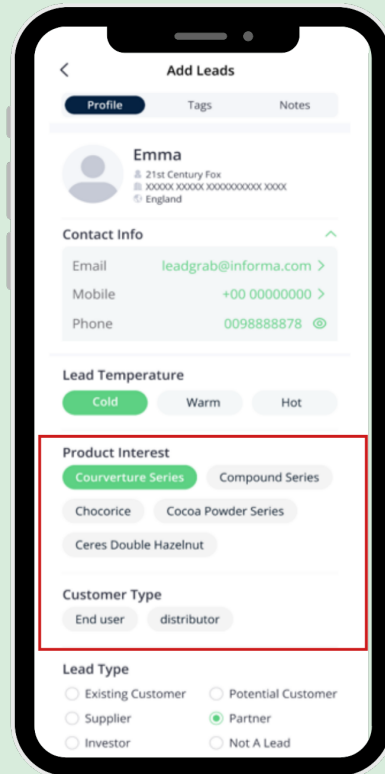 Add Leads
Profile Tags Notes
Emma
21st Century Fox
XXXXX XXXXX XXXXXXXXXX XXXX
England
Contact Info
Email leadgrab@informa.com >
Mobile +00 00000000 >
Phone 0098888878
Lead Temperature
Cold Warm Hot
Product Interest
Courverture Series Compound Series
Chocorice Cocoa Powder Series
Ceres Double Hazelnut
Customer Type
End user distributor
Lead Type
Existing Customer Potential Customer
Supplier Partner
Investor Not A Lead